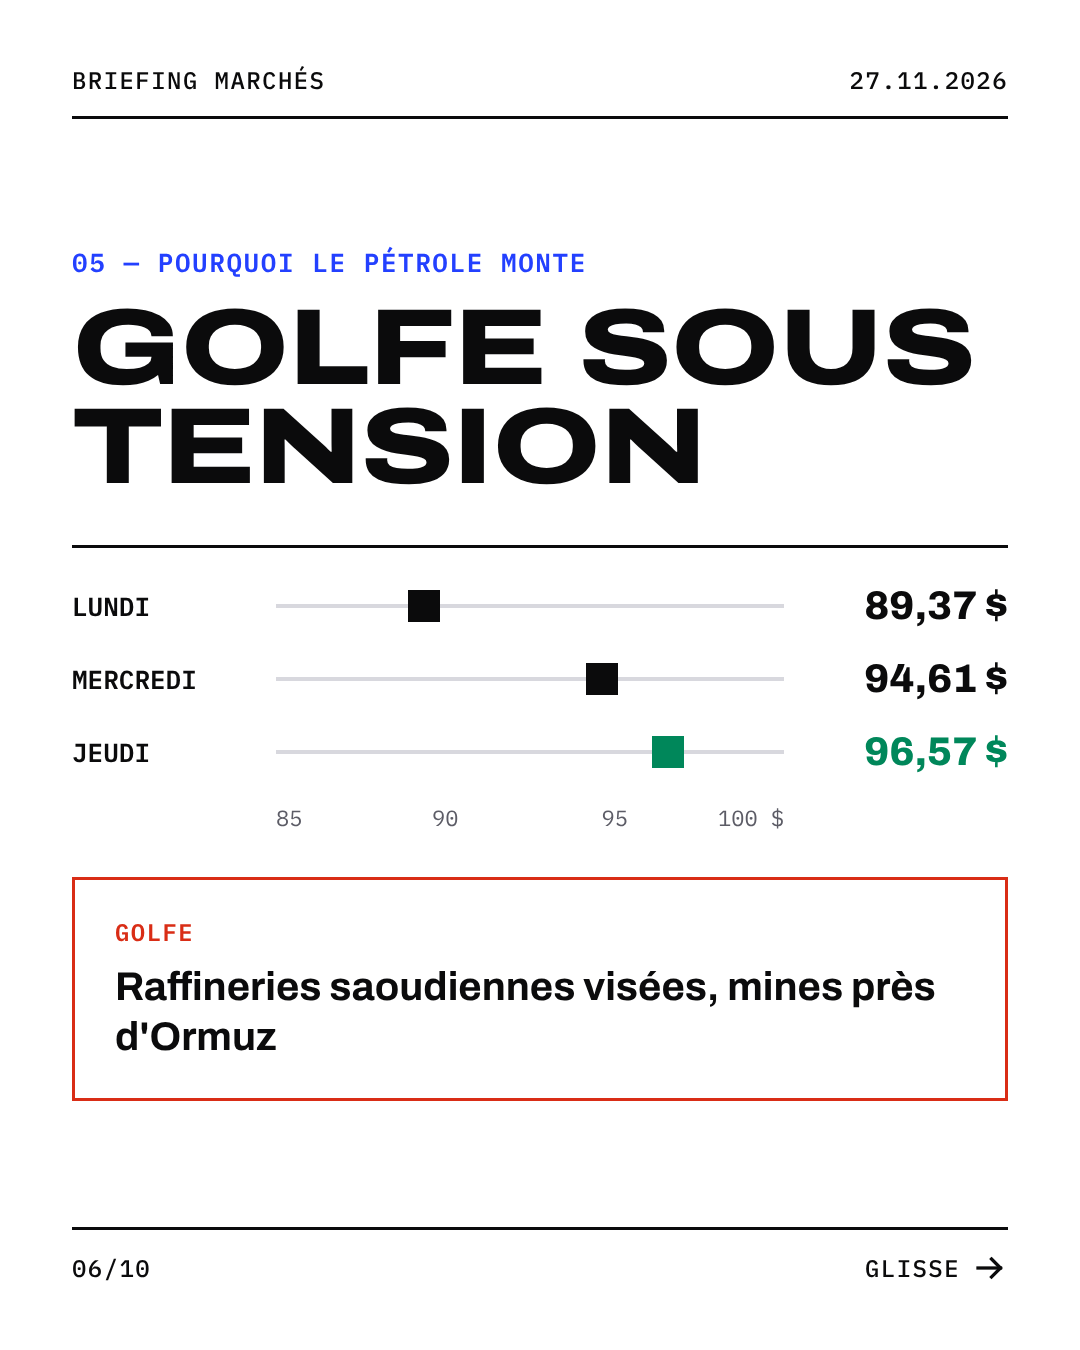 BRIEFING MARCHÉS 27.11.2026
05 — POURQUOI LE PÉTROLE MONTE
GOLFE SOUS
TENSION
LUNDI 89,37 $
MERCREDI 94,61 $
JEUDI 96,57 $
85 90 95 100 $
GOLFE
Raffineries saoudiennes visées, mines près
d'Ormuz
06/10 GLISSE →